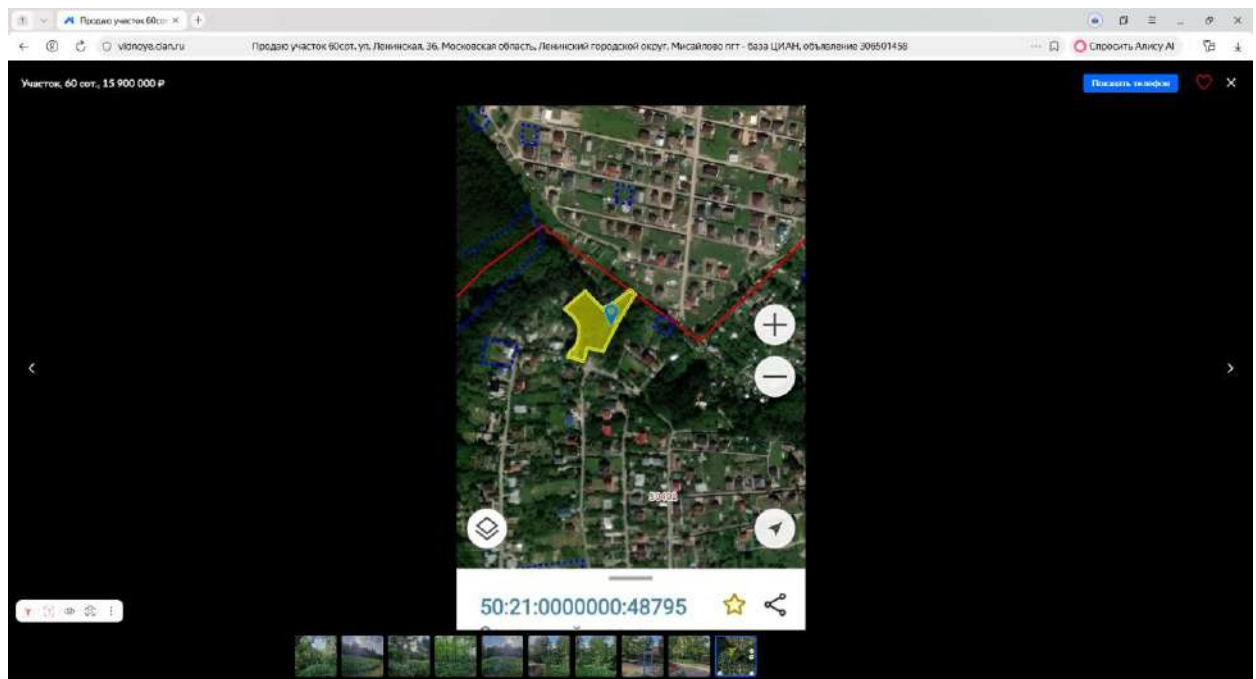 Продаю участок 60сот
vidnoye.cian.ru
Продаю участок 60сот. ул. Ленинская, 36, Московская область, Ленинский городской округ, Мисайлово пгт - база ЦИАН, объявление 306501458
Спросить Алису AI
Участок, 60 сот., 15 900 000 ₽
Показать телефон
50:21:0000000:48795